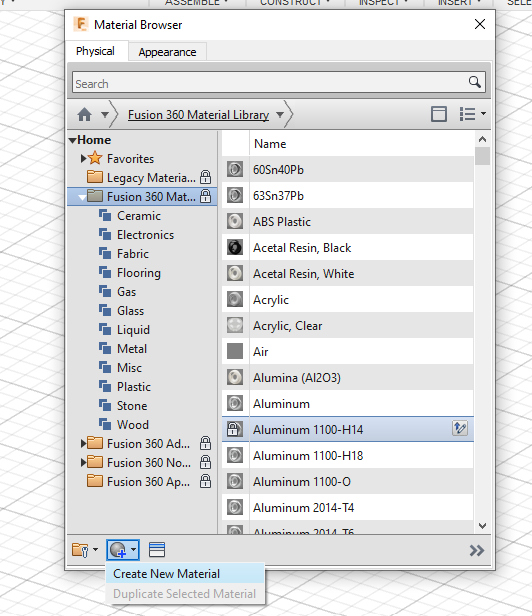 ASSEMBLE
CONSTRUCT
INSPECT
INSERT
SELE
Material Browser
Physical
Appearance
Search
Fusion 360 Material Library
Home
Favorites
Legacy Materia...
Fusion 360 Mat...
Ceramic
Electronics
Fabric
Flooring
Gas
Glass
Liquid
Metal
Misc
Plastic
Stone
Wood
Fusion 360 Ad...
Fusion 360 No...
Fusion 360 Ap...
Name
60Sn40Pb
63Sn37Pb
ABS Plastic
Acetal Resin, Black
Acetal Resin, White
Acrylic
Acrylic, Clear
Air
Alumina (Al2O3)
Aluminum
Aluminum 1100-H14
Aluminum 1100-H18
Aluminum 1100-O
Aluminum 2014-T4
Aluminum 2014-T6
Create New Material
Duplicate Selected Material